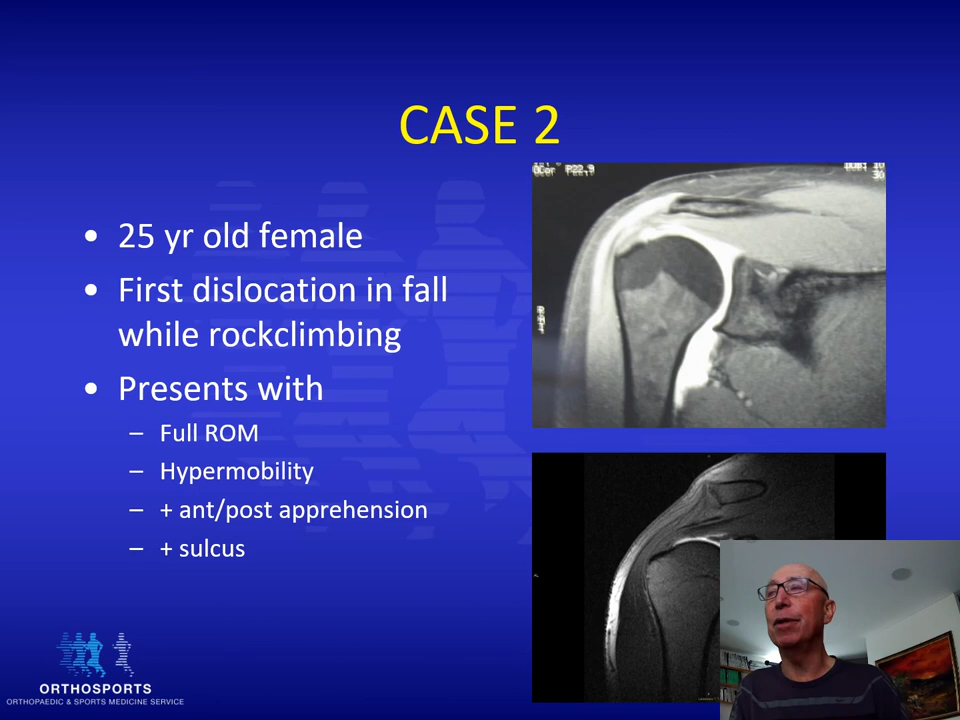 CASE 2
• 25 yr old female
• First dislocation in fall
while rockclimbing
• Presents with
– Full ROM
– Hypermobility
– + ant/post apprehension
– + sulcus
ORTHOSPORTS
ORTHOPAEDIC & SPORTS MEDICINE SERVICE